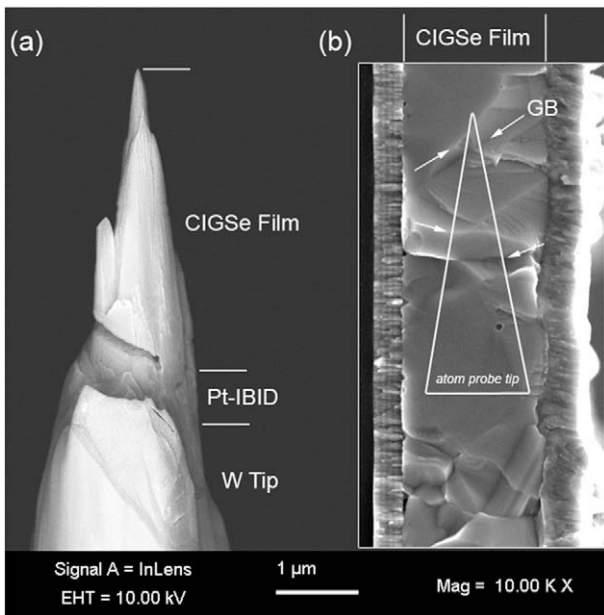 (a)
CIGSe Film
Pt-IBID
W Tip
(b)
CIGSe Film
GB
atom probe tip
Signal A = InLens
EHT = 10.00 kV
1 µm
Mag = 10.00 K X